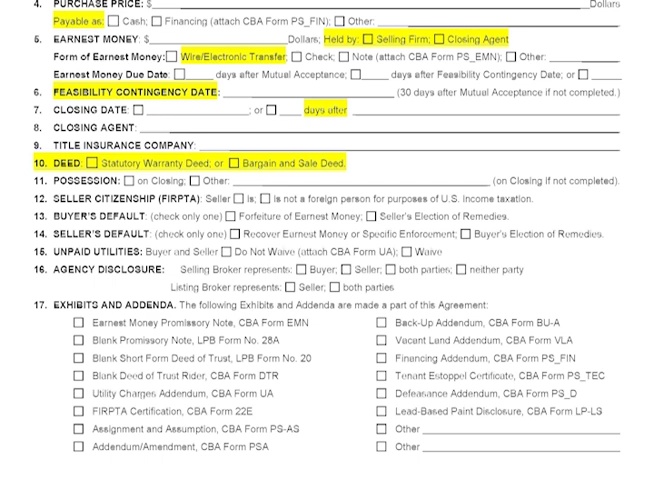 4. PURCHASE PRICE: $ Dollars
Payable as: ☐ Cash; ☐ Financing (attach CBA Form PS_FIN); ☐ Other:
5. EARNEST MONEY: $ Dollars; Held by: ☐ Selling Firm; ☐ Closing Agent
Form of Earnest Money: ☐ Wire/Electronic Transfer; ☐ Check; ☐ Note (attach CBA Form PS_EMN); ☐ Other:
Earnest Money Due Date: ☐ days after Mutual Acceptance; ☐ days after Feasibility Contingency Date; or ☐
6. FEASIBILITY CONTINGENCY DATE: (30 days after Mutual Acceptance if not completed.)
7. CLOSING DATE: ☐ ; or ☐ days after
8. CLOSING AGENT:
9. TITLE INSURANCE COMPANY:
10. DEED: ☐ Statutory Warranty Deed; or ☐ Bargain and Sale Deed.
11. POSSESSION: ☐ on Closing; ☐ Other: (on Closing if not completed).
12. SELLER CITIZENSHIP (FIRPTA): Seller ☐ is; ☐ is not a foreign person for purposes of U.S. income taxation.
13. BUYER'S DEFAULT: (check only one) ☐ Forfeiture of Earnest Money; ☐ Seller's Election of Remedies.
14. SELLER'S DEFAULT: (check only one) ☐ Recover Earnest Money or Specific Enforcement; ☐ Buyer's Election of Remedies.
15. UNPAID UTILITIES: Buyer and Seller ☐ Do Not Waive (attach CBA Form UA); ☐ Waive
16. AGENCY DISCLOSURE: Selling Broker represents: ☐ Buyer; ☐ Seller; ☐ both parties; ☐ neither party
Listing Broker represents: ☐ Seller; ☐ both parties
17. EXHIBITS AND ADDENDA. The following Exhibits and Addenda are made a part of this Agreement:
☐ Earnest Money Promissory Note, CBA Form EMN
☐ Blank Promissory Note, LPB Form No. 28A
☐ Blank Short Form Deed of Trust, LPB Form No. 20
☐ Blank Deed of Trust Rider, CBA Form DTR
☐ Utility Charges Addendum, CBA Form UA
☐ FIRPTA Certification, CBA Form 22E
☐ Assignment and Assumption, CBA Form PS-AS
☐ Addendum/Amendment, CBA Form PSA
☐ Back-Up Addendum, CBA Form BU-A
☐ Vacant Land Addendum, CBA Form VLA
☐ Financing Addendum, CBA Form PS_FIN
☐ Tenant Estoppel Certificate, CBA Form PS_TEC
☐ Defeasance Addendum, CBA Form PS_D
☐ Lead-Based Paint Disclosure, CBA Form LP-LS
☐ Other
☐ Other